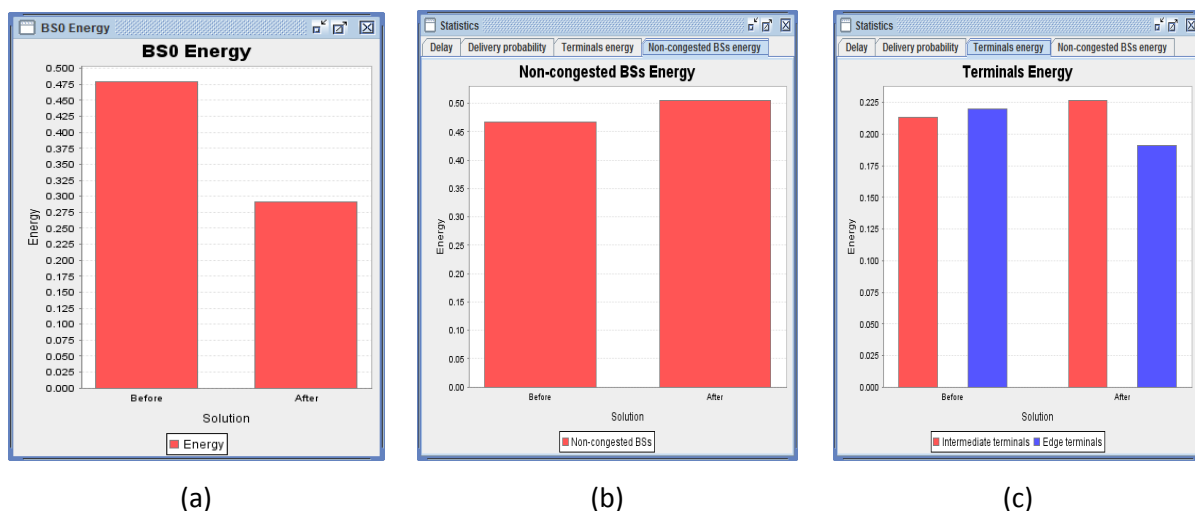 BS0 Energy
BS0 Energy
0.500
0.475
0.450
0.425
0.400
0.375
0.350
0.325
0.300
0.275
0.250
0.225
0.200
0.175
0.150
0.125
0.100
0.075
0.050
0.025
0.000
Energy
Before After
Solution
Energy
(a)
Statistics
Delay Delivery probability Terminals energy Non-congested BSs energy
Non-congested BSs Energy
0.50
0.45
0.40
0.35
0.30
0.25
0.20
0.15
0.10
0.05
0.00
Energy
Before After
Solution
Non-congested BSs
(b)
Statistics
Delay Delivery probability Terminals energy Non-congested BSs energy
Terminals Energy
0.225
0.200
0.175
0.150
0.125
0.100
0.075
0.050
0.025
0.000
Energy
Before After
Solution
Intermediate terminals Edge terminals
(c)